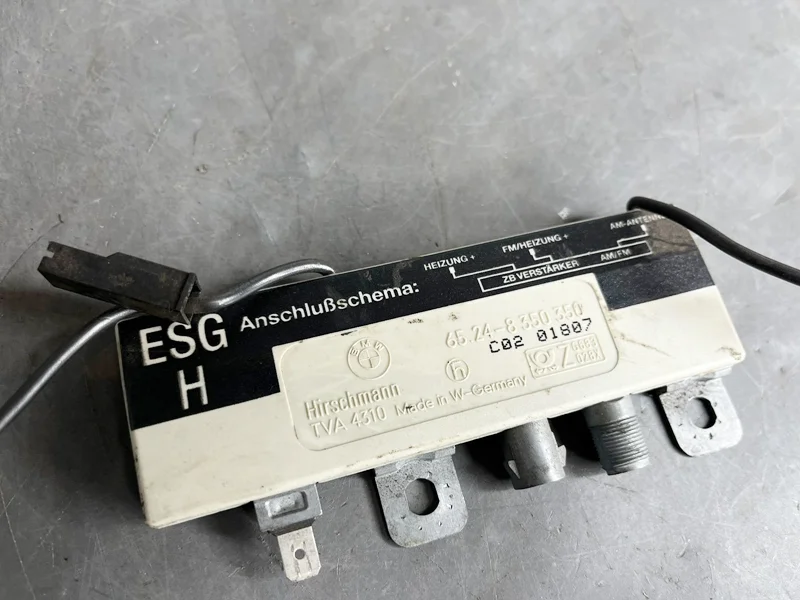 ESG
H
Anschlußschema:
HEIZUNG +
FM/HEIZUNG +
AM-ANTENNE
ZB VERSTÄRKER
AM/FM
BMW
65.24-8 350 350
C02 01807
h
Hirschmann
TVA 4310
Made in W-Germany
Z